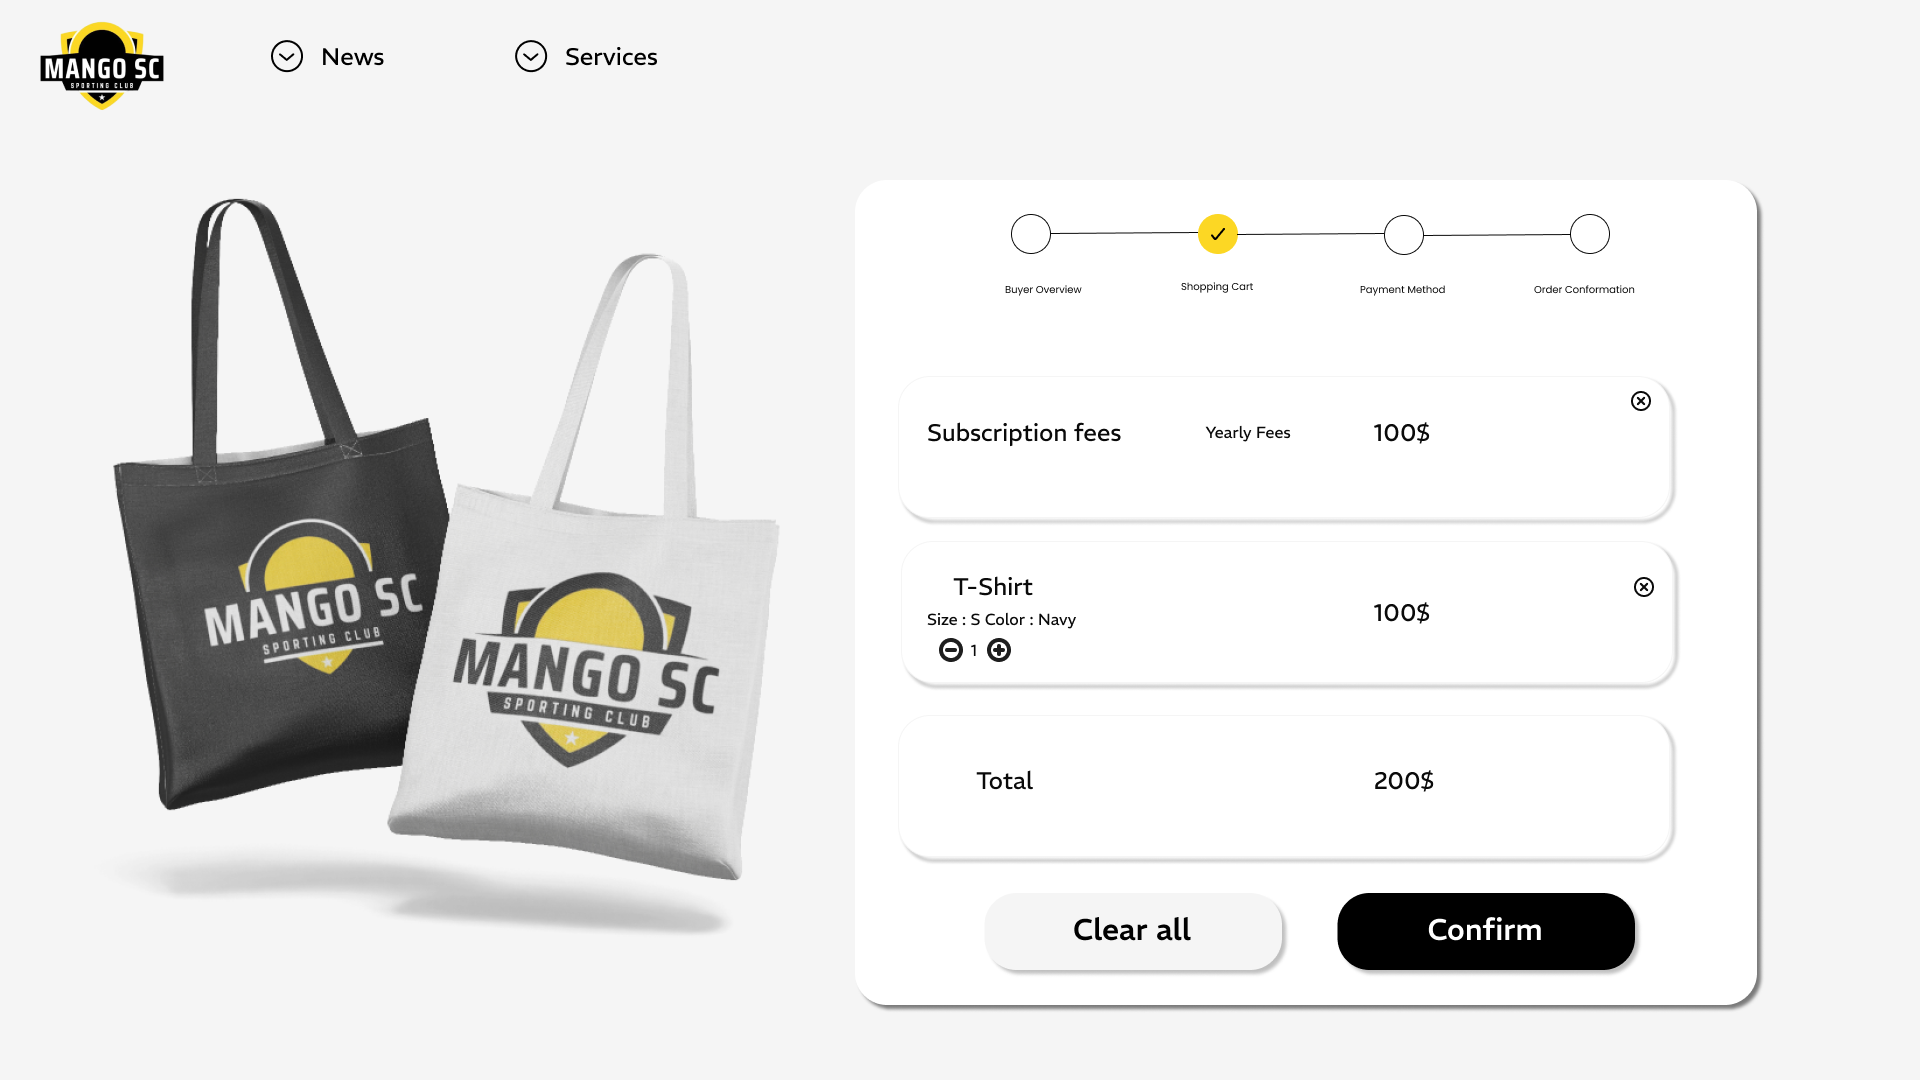 MANGO SC
SPORTING CLUB
News
Services
MANGO SC
SPORTING CLUB
MANGO SC
SPORTING CLUB
Buyer Overview
Shopping Cart
Payment Method
Order Conformation
Subscription fees
Yearly Fees
100$
T-Shirt
Size : S Color : Navy
1
100$
Total
200$
Clear all
Confirm